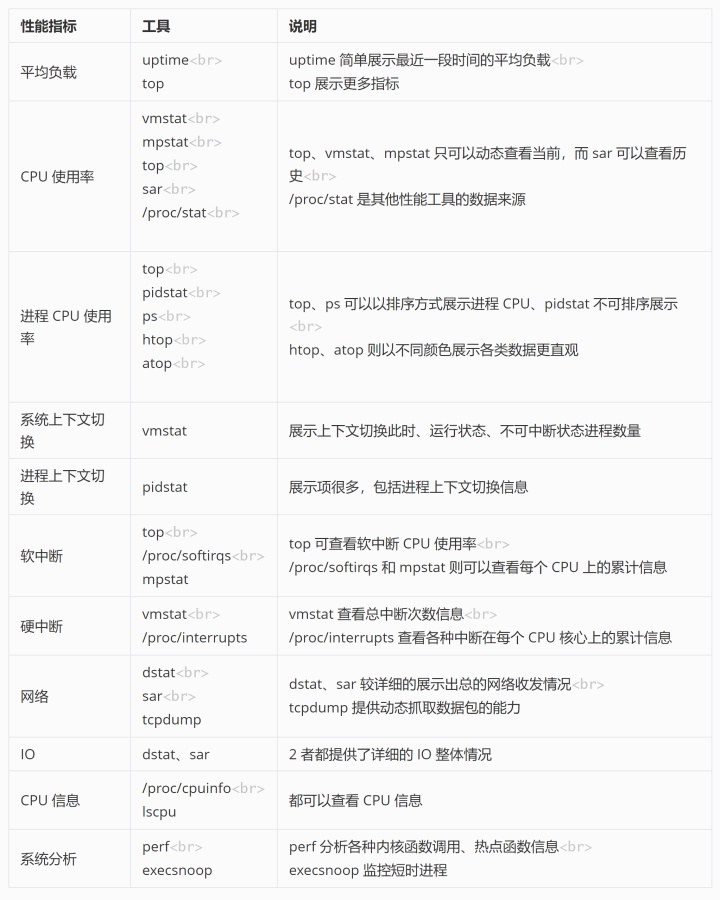 性能指标 工具 说明
平均负载
uptime<br>
top
uptime 简单展示最近一段时间的平均负载<br>
top 展示更多指标
CPU 使用率
vmstat<br>
mpstat<br>
top<br>
sar<br>
/proc/stat<br>
top、vmstat、mpstat 只可以动态查看当前，而 sar 可以查看历
史<br>
/proc/stat 是其他性能工具的数据来源
进程 CPU 使用
率
top<br>
pidstat<br>
ps<br>
htop<br>
atop<br>
top、ps 可以以排序方式展示进程 CPU、pidstat 不可排序展示
<br>
htop、atop 则以不同颜色展示各类数据更直观
系统上下文切
换
vmstat
展示上下文切换此时、运行状态、不可中断状态进程数量
进程上下文切
换
pidstat
展示项很多，包括进程上下文切换信息
软中断
top<br>
/proc/softirqs<br>
mpstat
top 可查看软中断 CPU 使用率<br>
/proc/softirqs 和 mpstat 则可以查看每个 CPU 上的累计信息
硬中断
vmstat<br>
/proc/interrupts
vmstat 查看总中断次数信息<br>
/proc/interrupts 查看各种中断在每个 CPU 核心上的累计信息
网络
dstat<br>
sar<br>
tcpdump
dstat、sar 较详细的展示出总的网络收发情况<br>
tcpdump 提供动态抓取数据包的能力
IO
dstat、sar
2 者都提供了详细的 IO 整体情况
CPU 信息
/proc/cpuinfo<br>
lscpu
都可以查看 CPU 信息
系统分析
perf<br>
execsnoop
perf 分析各种内核函数调用、热点函数信息<br>
execsnoop 监控短时进程